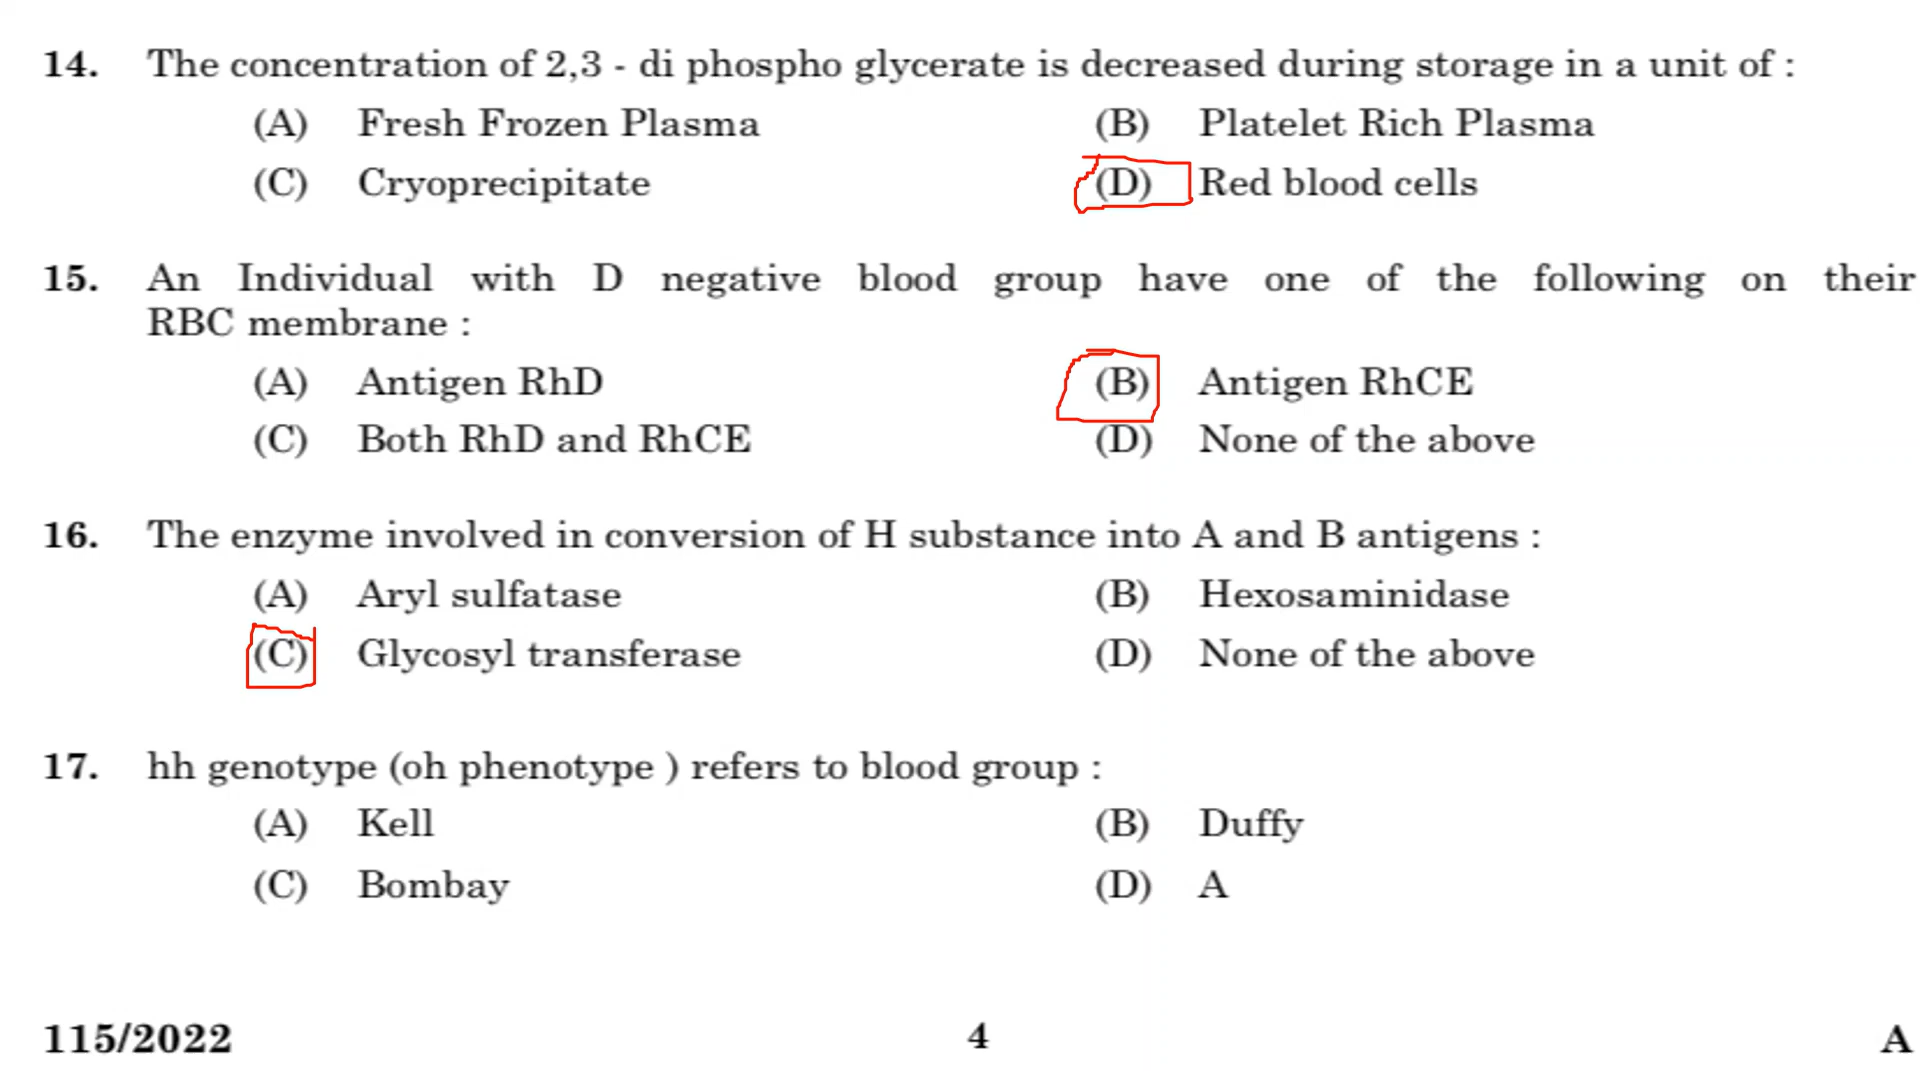 14. The concentration of 2,3 - di phospho glycerate is decreased during storage in a unit of :
(A) Fresh Frozen Plasma (B) Platelet Rich Plasma
(C) Cryoprecipitate (D) Red blood cells
15. An Individual with D negative blood group have one of the following on their
RBC membrane :
(A) Antigen RhD (B) Antigen RhCE
(C) Both RhD and RhCE (D) None of the above
16. The enzyme involved in conversion of H substance into A and B antigens :
(A) Aryl sulfatase (B) Hexosaminidase
(C) Glycosyl transferase (D) None of the above
17. hh genotype (oh phenotype ) refers to blood group :
(A) Kell (B) Duffy
(C) Bombay (D) A
115/2022 4 A